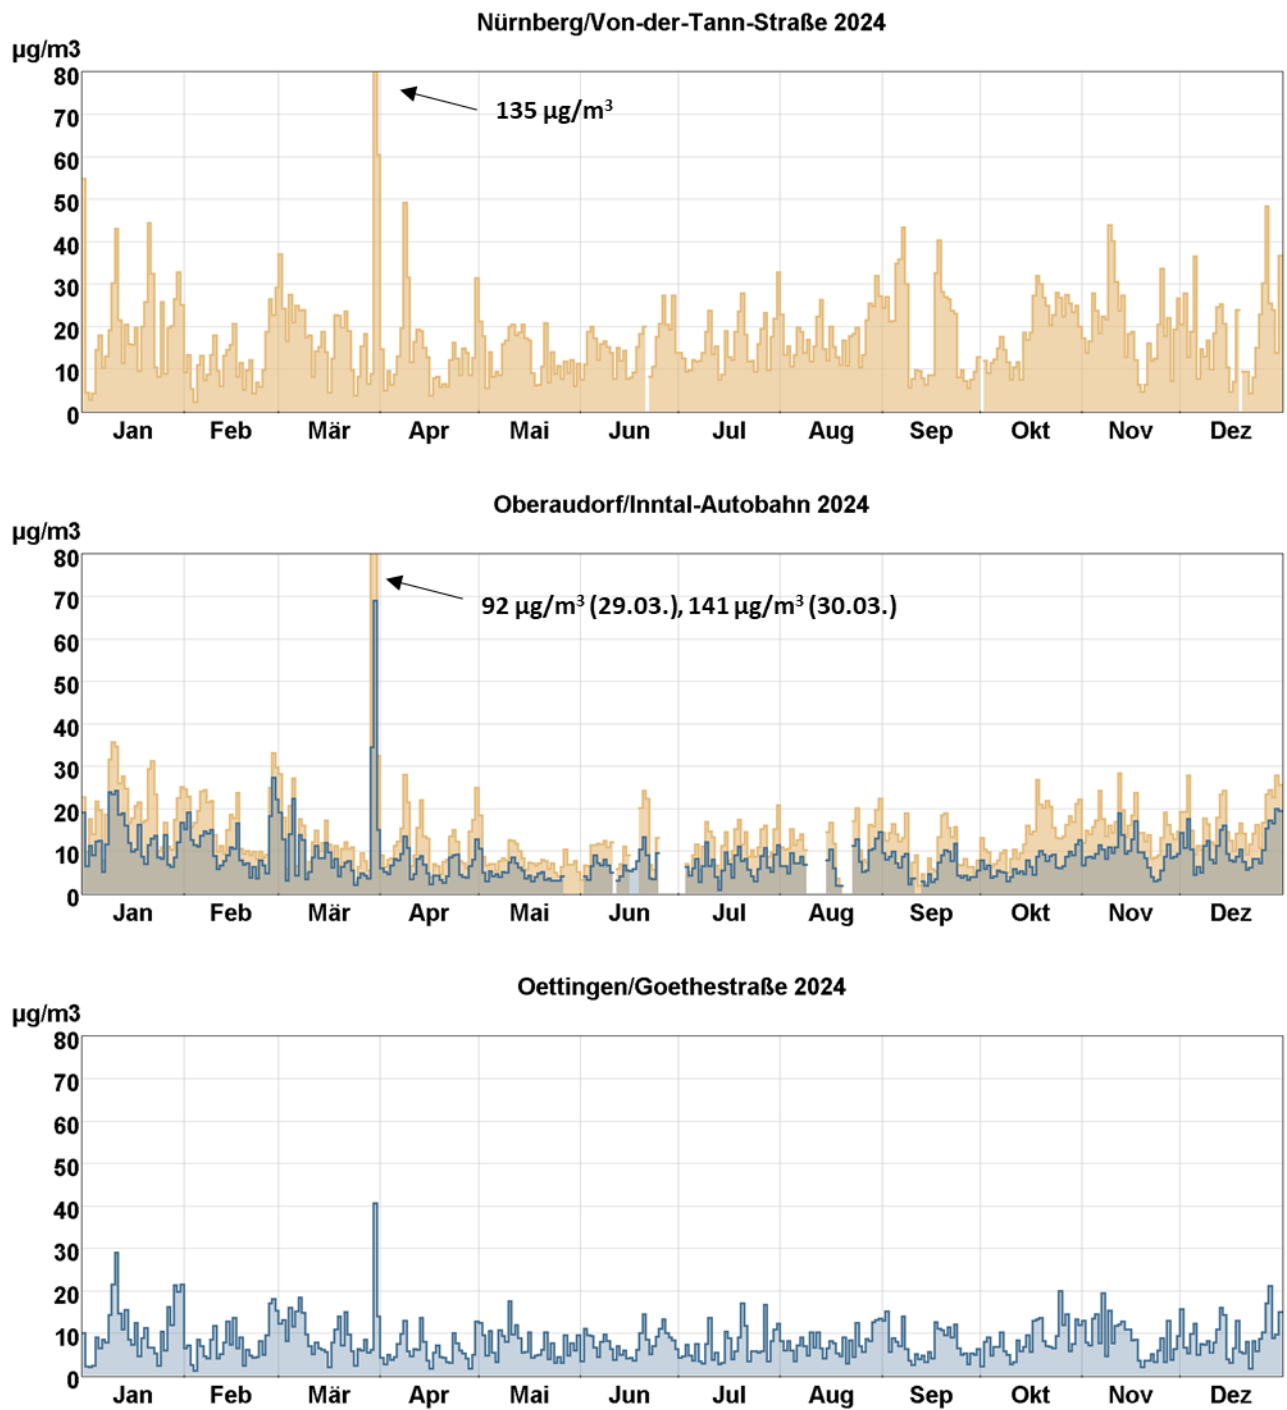 Nürnberg/Von-der-Tann-Straße 2024
µg/m3
80
135 µg/m³
70
60
50
40
30
20
10
0
Jan Feb Mär Apr Mai Jun Jul Aug Sep Okt Nov Dez
Oberaudorf/Inntal-Autobahn 2024
µg/m3
80
92 µg/m³ (29.03.), 141 µg/m³ (30.03.)
70
60
50
40
30
20
10
0
Jan Feb Mär Apr Mai Jun Jul Aug Sep Okt Nov Dez
Oettingen/Goethestraße 2024
µg/m3
80
70
60
50
40
30
20
10
0
Jan Feb Mär Apr Mai Jun Jul Aug Sep Okt Nov Dez